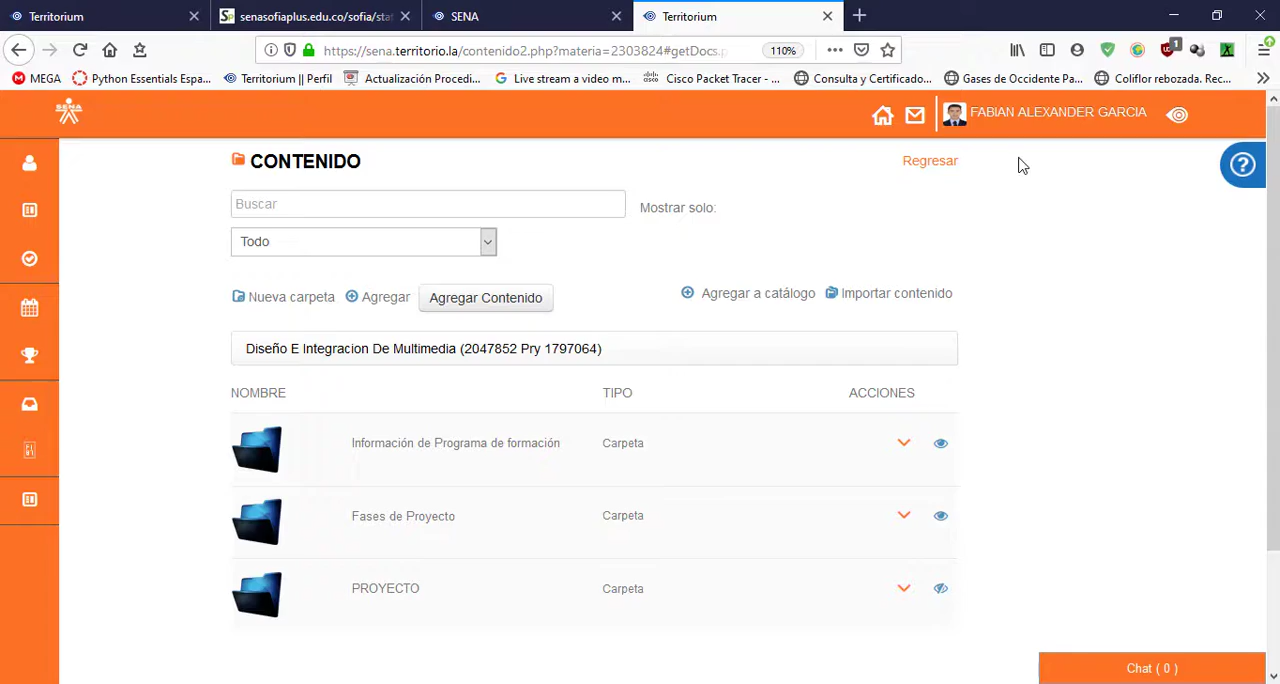 Territorium
senasofiaplus.edu.co/sofia/sta
SENA
Territorium
https://sena.territorio.la/contenido2.php?materia=2303824#getDocs.p
110%
MEGA
Python Essentials Espa...
Territorium || Perfil
Actualización Procedi...
Live stream a video m...
Cisco Packet Tracer - ...
Consulta y Certificado...
Gases de Occidente Pa...
Coliflor rebozada. Rec...
SENA
FABIAN ALEXANDER GARCIA
CONTENIDO
Regresar
Buscar
Mostrar solo:
Todo
Nueva carpeta
Agregar
Agregar Contenido
Agregar a catálogo
Importar contenido
Diseño E Integracion De Multimedia (2047852 Pry 1797064)
NOMBRE
TIPO
ACCIONES
Información de Programa de formación
Carpeta
Fases de Proyecto
Carpeta
PROYECTO
Carpeta
Chat ( 0 )